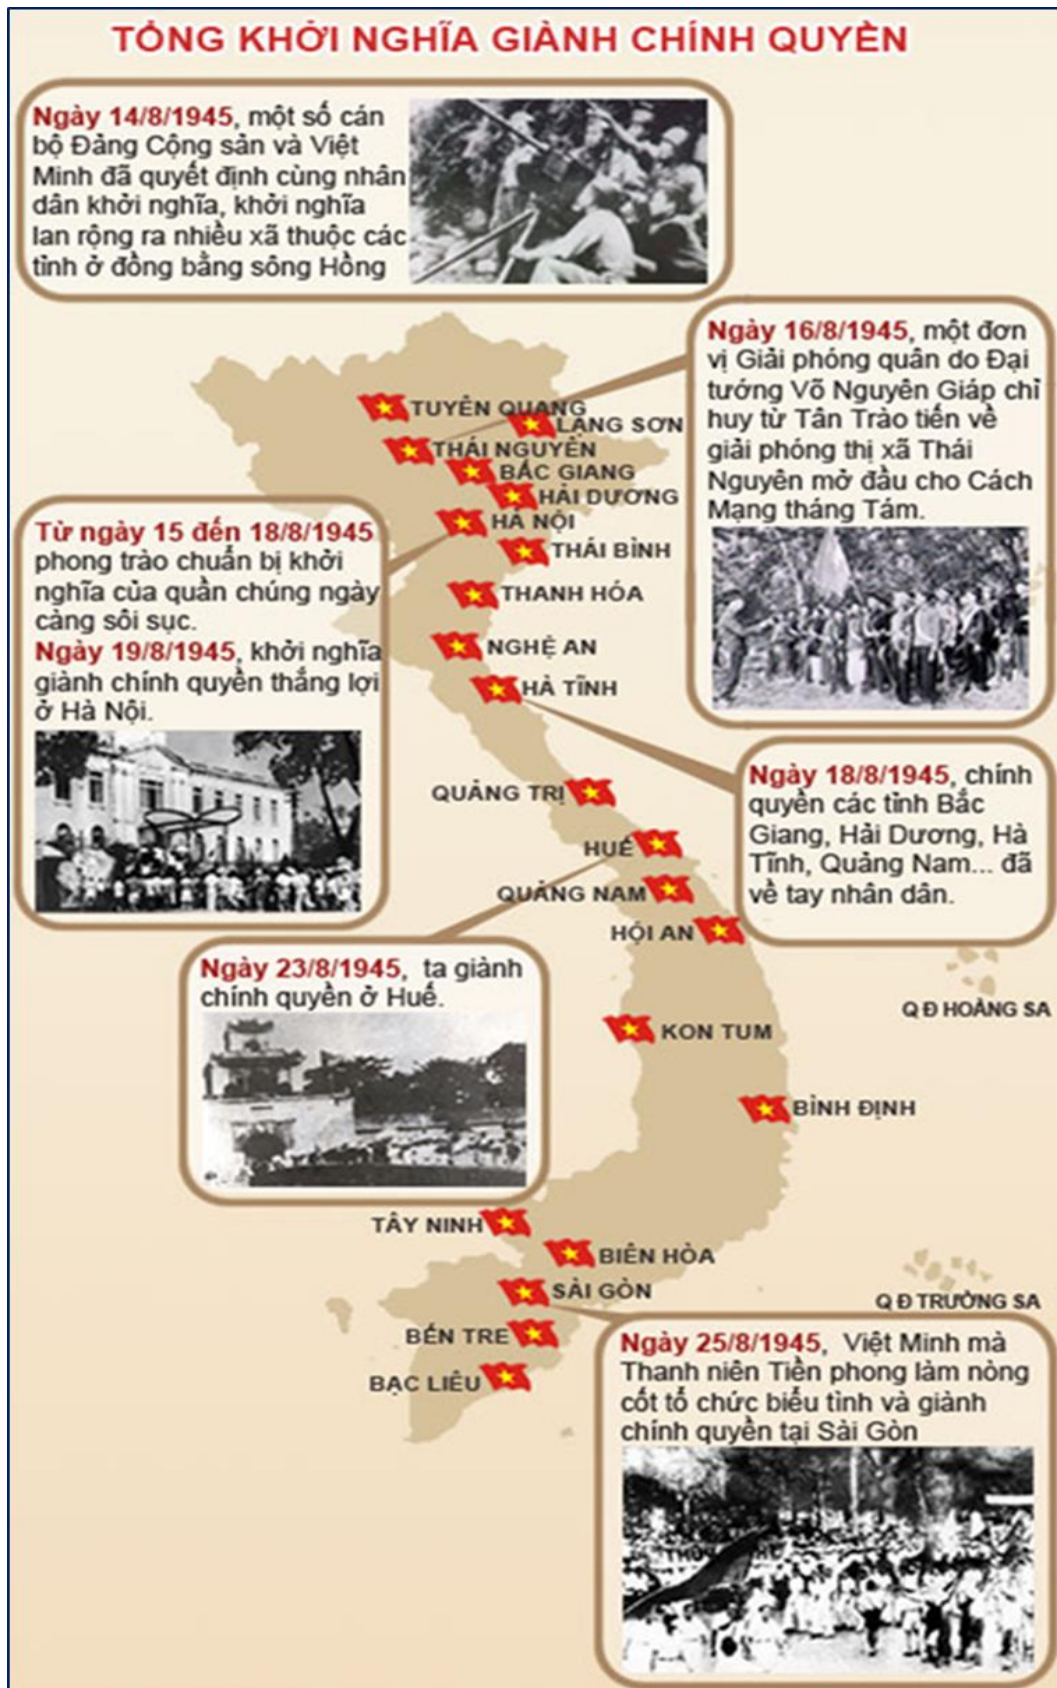 TỔNG KHỞI NGHĨA GIÀNH CHÍNH QUYỀN
Ngày 14/8/1945, một số cán
bộ Đảng Cộng sản và Việt
Minh đã quyết định cùng nhân
dân khởi nghĩa, khởi nghĩa
lan rộng ra nhiều xã thuộc các
tỉnh ở đồng bằng sông Hồng
Ngày 16/8/1945, một đơn
vị Giải phóng quân do Đại
tướng Võ Nguyên Giáp chỉ
huy từ Tân Trào tiến về
giải phóng thị xã Thái
Nguyên mở đầu cho Cách
Mạng tháng Tám.
TUYÊN QUANG
LẠNG SƠN
THÁI NGUYÊN
BẮC GIANG
HẢI DƯƠNG
HÀ NỘI
THÁI BÌNH
THANH HÓA
NGHỆ AN
HÀ TĨNH
Từ ngày 15 đến 18/8/1945
phong trào chuẩn bị khởi
nghĩa của quần chúng ngày
càng sôi sục.
Ngày 19/8/1945, khởi nghĩa
giành chính quyền thắng lợi
ở Hà Nội.
Ngày 18/8/1945, chính
quyền các tỉnh Bắc
Giang, Hải Dương, Hà
Tĩnh, Quảng Nam... đã
về tay nhân dân.
QUẢNG TRỊ
HUẾ
QUẢNG NAM
HỘI AN
Ngày 23/8/1945, ta giành
chính quyền ở Huế.
Q Đ HOÀNG SA
KON TUM
BÌNH ĐỊNH
TÂY NINH
BIÊN HÒA
SÀI GÒN
BẾN TRE
BẠC LIÊU
Q Đ TRƯỜNG SA
Ngày 25/8/1945, Việt Minh mà
Thanh niên Tiền phong làm nòng
cốt tổ chức biểu tình và giành
chính quyền tại Sài Gòn